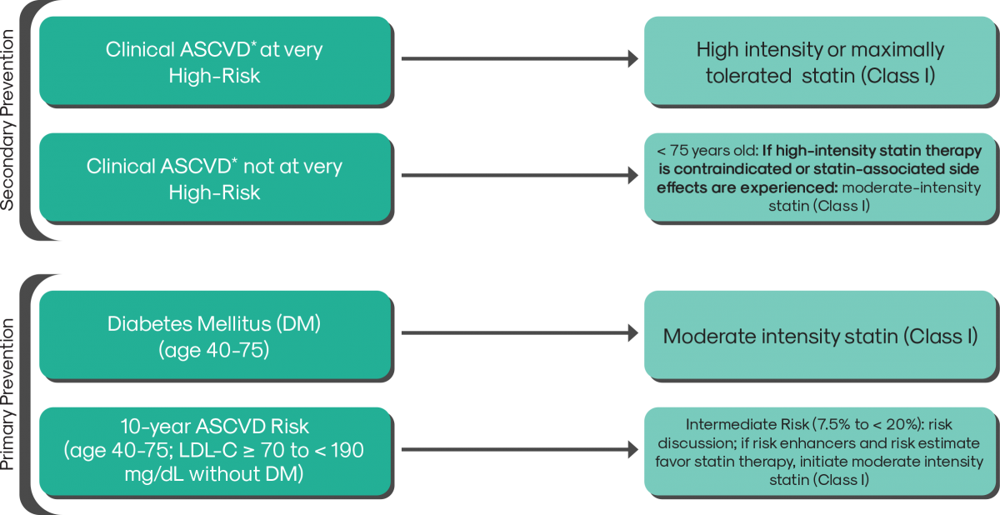 Secondary Prevention
Clinical ASCVD* at very
High-Risk
High intensity or maximally
tolerated statin (Class I)
Clinical ASCVD* not at very
High-Risk
< 75 years old: If high-intensity statin therapy
is contraindicated or statin-associated side
effects are experienced: moderate-intensity
statin (Class I)
Primary Prevention
Diabetes Mellitus (DM)
(age 40-75)
Moderate intensity statin (Class I)
10-year ASCVD Risk
(age 40-75; LDL-C ≥ 70 to < 190
mg/dL without DM)
Intermediate Risk (7.5% to < 20%): risk
discussion; if risk enhancers and risk estimate
favor statin therapy, initiate moderate intensity
statin (Class I)